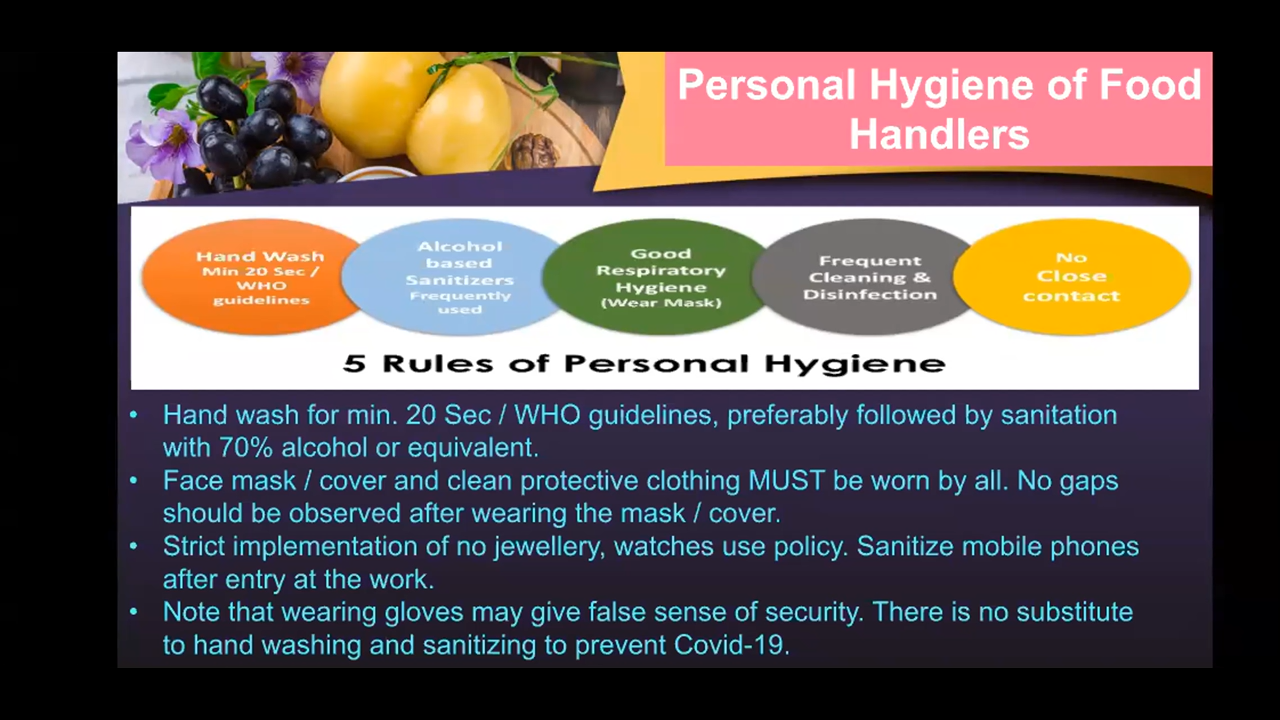 Personal Hygiene of Food
Handlers
Hand Wash
Min 20 Sec /
WHO
guidelines
Alcohol
based
Sanitizers
Frequently
used
Good
Respiratory
Hygiene
(Wear Mask)
Frequent
Cleaning &
Disinfection
No
Close
contact
5 Rules of Personal Hygiene
• Hand wash for min. 20 Sec / WHO guidelines, preferably followed by sanitation
with 70% alcohol or equivalent.
• Face mask / cover and clean protective clothing MUST be worn by all. No gaps
should be observed after wearing the mask / cover.
• Strict implementation of no jewellery, watches use policy. Sanitize mobile phones
after entry at the work.
• Note that wearing gloves may give false sense of security. There is no substitute
to hand washing and sanitizing to prevent Covid-19.